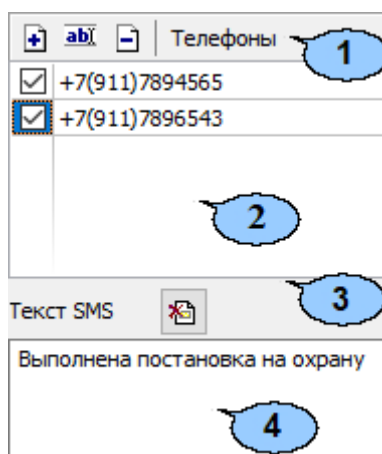 abI Телефоны
1
+7(911)7894565
+7(911)7896543
2
3
Текст SMS
Выполнена постановка на охрану
4